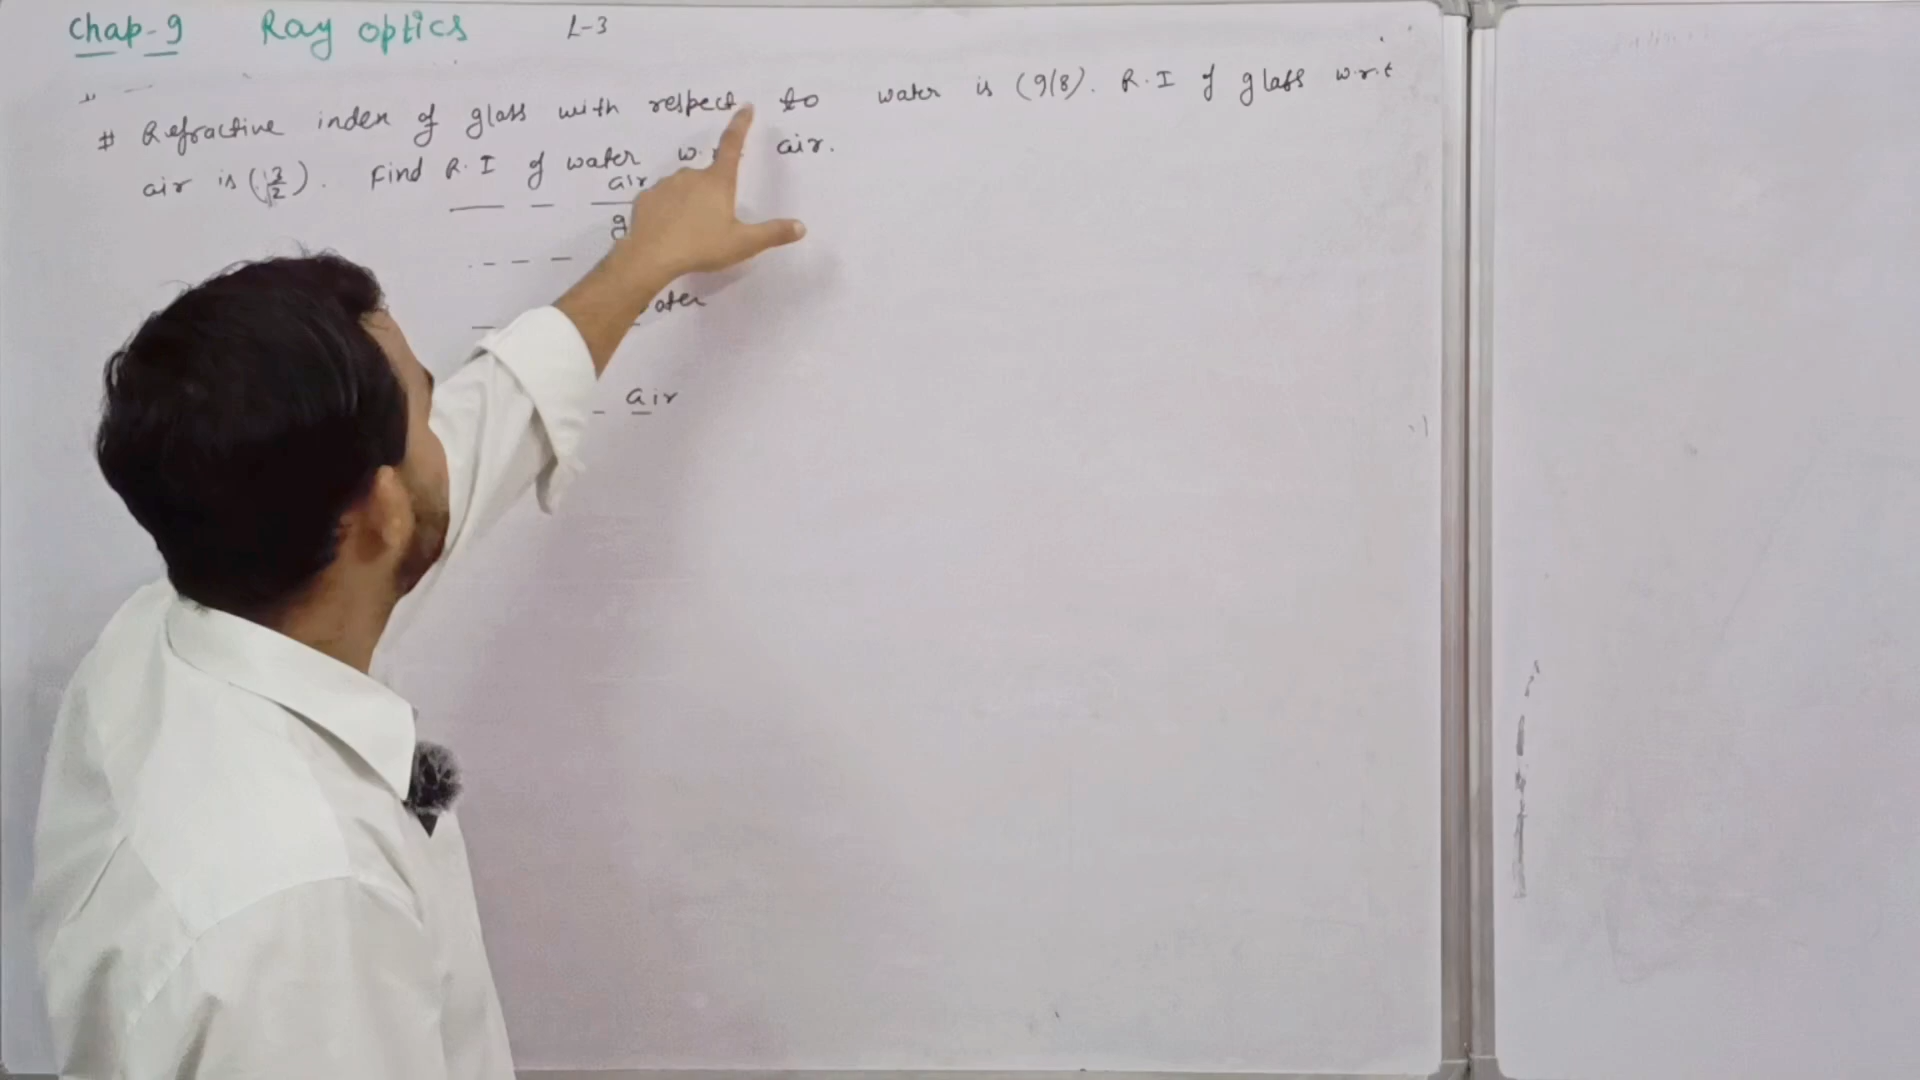 Chap-9 Ray optics L-3
# Refractive index of glass with respect to water is (9/8). R.I of glass w.r.t
air is (3/2). Find R.I of water air.
air
air